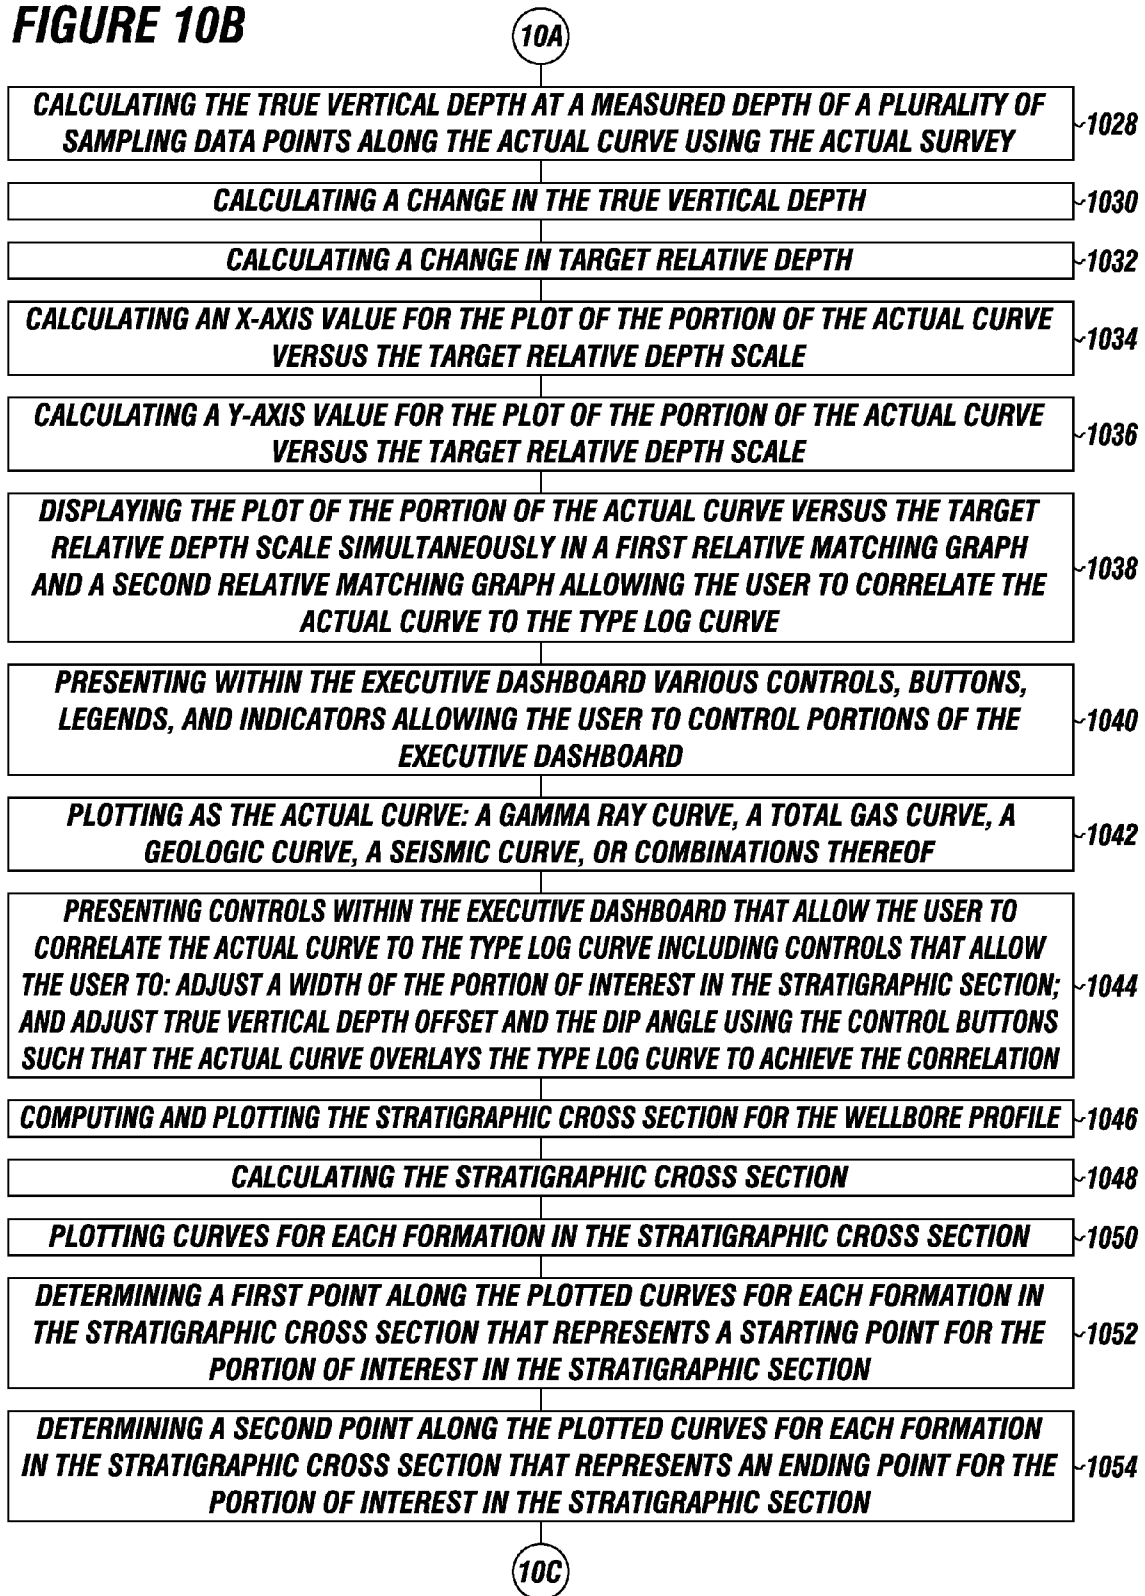 FIGURE 10B
10A
CALCULATING THE TRUE VERTICAL DEPTH AT A MEASURED DEPTH OF A PLURALITY OF
SAMPLING DATA POINTS ALONG THE ACTUAL CURVE USING THE ACTUAL SURVEY
1028
CALCULATING A CHANGE IN THE TRUE VERTICAL DEPTH
1030
CALCULATING A CHANGE IN TARGET RELATIVE DEPTH
1032
CALCULATING AN X-AXIS VALUE FOR THE PLOT OF THE PORTION OF THE ACTUAL CURVE
VERSUS THE TARGET RELATIVE DEPTH SCALE
1034
CALCULATING A Y-AXIS VALUE FOR THE PLOT OF THE PORTION OF THE ACTUAL CURVE
VERSUS THE TARGET RELATIVE DEPTH SCALE
1036
DISPLAYING THE PLOT OF THE PORTION OF THE ACTUAL CURVE VERSUS THE TARGET
RELATIVE DEPTH SCALE SIMULTANEOUSLY IN A FIRST RELATIVE MATCHING GRAPH
AND A SECOND RELATIVE MATCHING GRAPH ALLOWING THE USER TO CORRELATE THE
ACTUAL CURVE TO THE TYPE LOG CURVE
1038
PRESENTING WITHIN THE EXECUTIVE DASHBOARD VARIOUS CONTROLS, BUTTONS,
LEGENDS, AND INDICATORS ALLOWING THE USER TO CONTROL PORTIONS OF THE
EXECUTIVE DASHBOARD
1040
PLOTTING AS THE ACTUAL CURVE: A GAMMA RAY CURVE, A TOTAL GAS CURVE, A
GEOLOGIC CURVE, A SEISMIC CURVE, OR COMBINATIONS THEREOF
1042
PRESENTING CONTROLS WITHIN THE EXECUTIVE DASHBOARD THAT ALLOW THE USER TO
CORRELATE THE ACTUAL CURVE TO THE TYPE LOG CURVE INCLUDING CONTROLS THAT ALLOW
THE USER TO: ADJUST A WIDTH OF THE PORTION OF INTEREST IN THE STRATIGRAPHIC SECTION;
AND ADJUST TRUE VERTICAL DEPTH OFFSET AND THE DIP ANGLE USING THE CONTROL BUTTONS
SUCH THAT THE ACTUAL CURVE OVERLAYS THE TYPE LOG CURVE TO ACHIEVE THE CORRELATION
1044
COMPUTING AND PLOTTING THE STRATIGRAPHIC CROSS SECTION FOR THE WELLBORE PROFILE
1046
CALCULATING THE STRATIGRAPHIC CROSS SECTION
1048
PLOTTING CURVES FOR EACH FORMATION IN THE STRATIGRAPHIC CROSS SECTION
1050
DETERMINING A FIRST POINT ALONG THE PLOTTED CURVES FOR EACH FORMATION IN
THE STRATIGRAPHIC CROSS SECTION THAT REPRESENTS A STARTING POINT FOR THE
PORTION OF INTEREST IN THE STRATIGRAPHIC SECTION
1052
DETERMINING A SECOND POINT ALONG THE PLOTTED CURVES FOR EACH FORMATION
IN THE STRATIGRAPHIC CROSS SECTION THAT REPRESENTS AN ENDING POINT FOR THE
PORTION OF INTEREST IN THE STRATIGRAPHIC SECTION
1054
10C